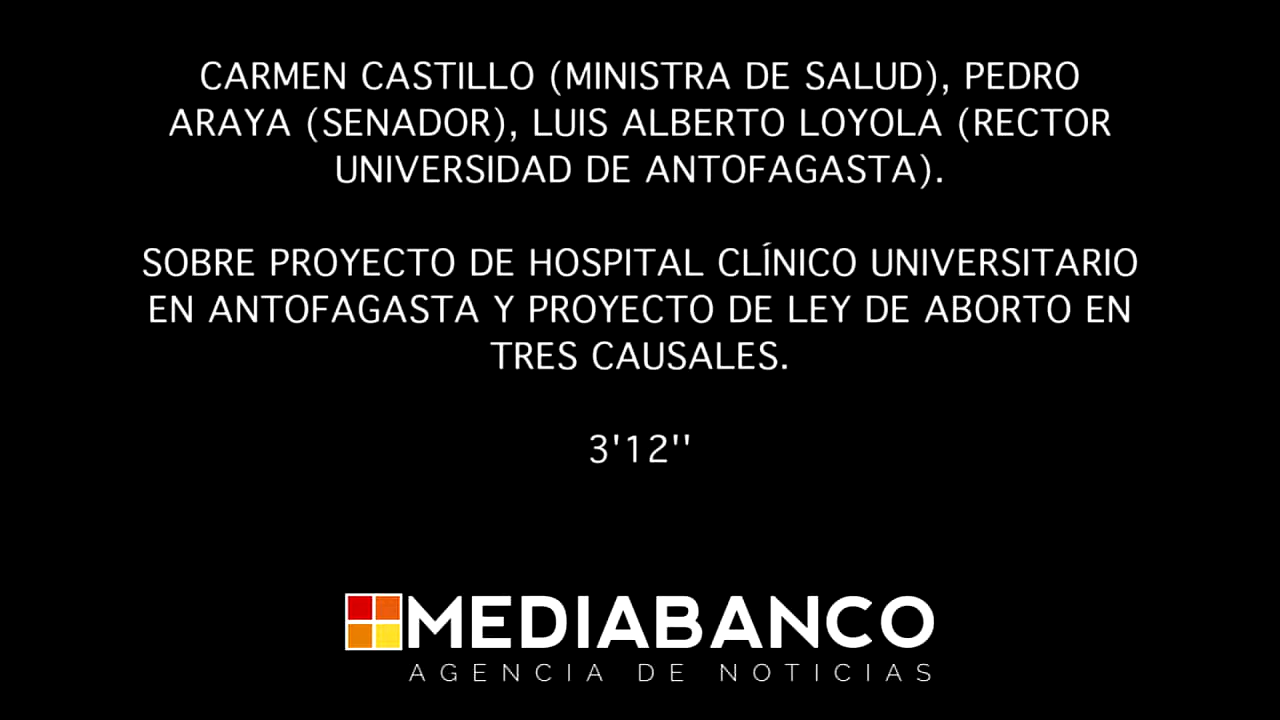 CARMEN CASTILLO (MINISTRA DE SALUD), PEDRO
ARAYA (SENADOR), LUIS ALBERTO LOYOLA (RECTOR
UNIVERSIDAD DE ANTOFAGASTA).
SOBRE PROYECTO DE HOSPITAL CLÍNICO UNIVERSITARIO
EN ANTOFAGASTA Y PROYECTO DE LEY DE ABORTO EN
TRES CAUSALES.
3'12''
MEDIABANCO
AGENCIA DE NOTICIAS